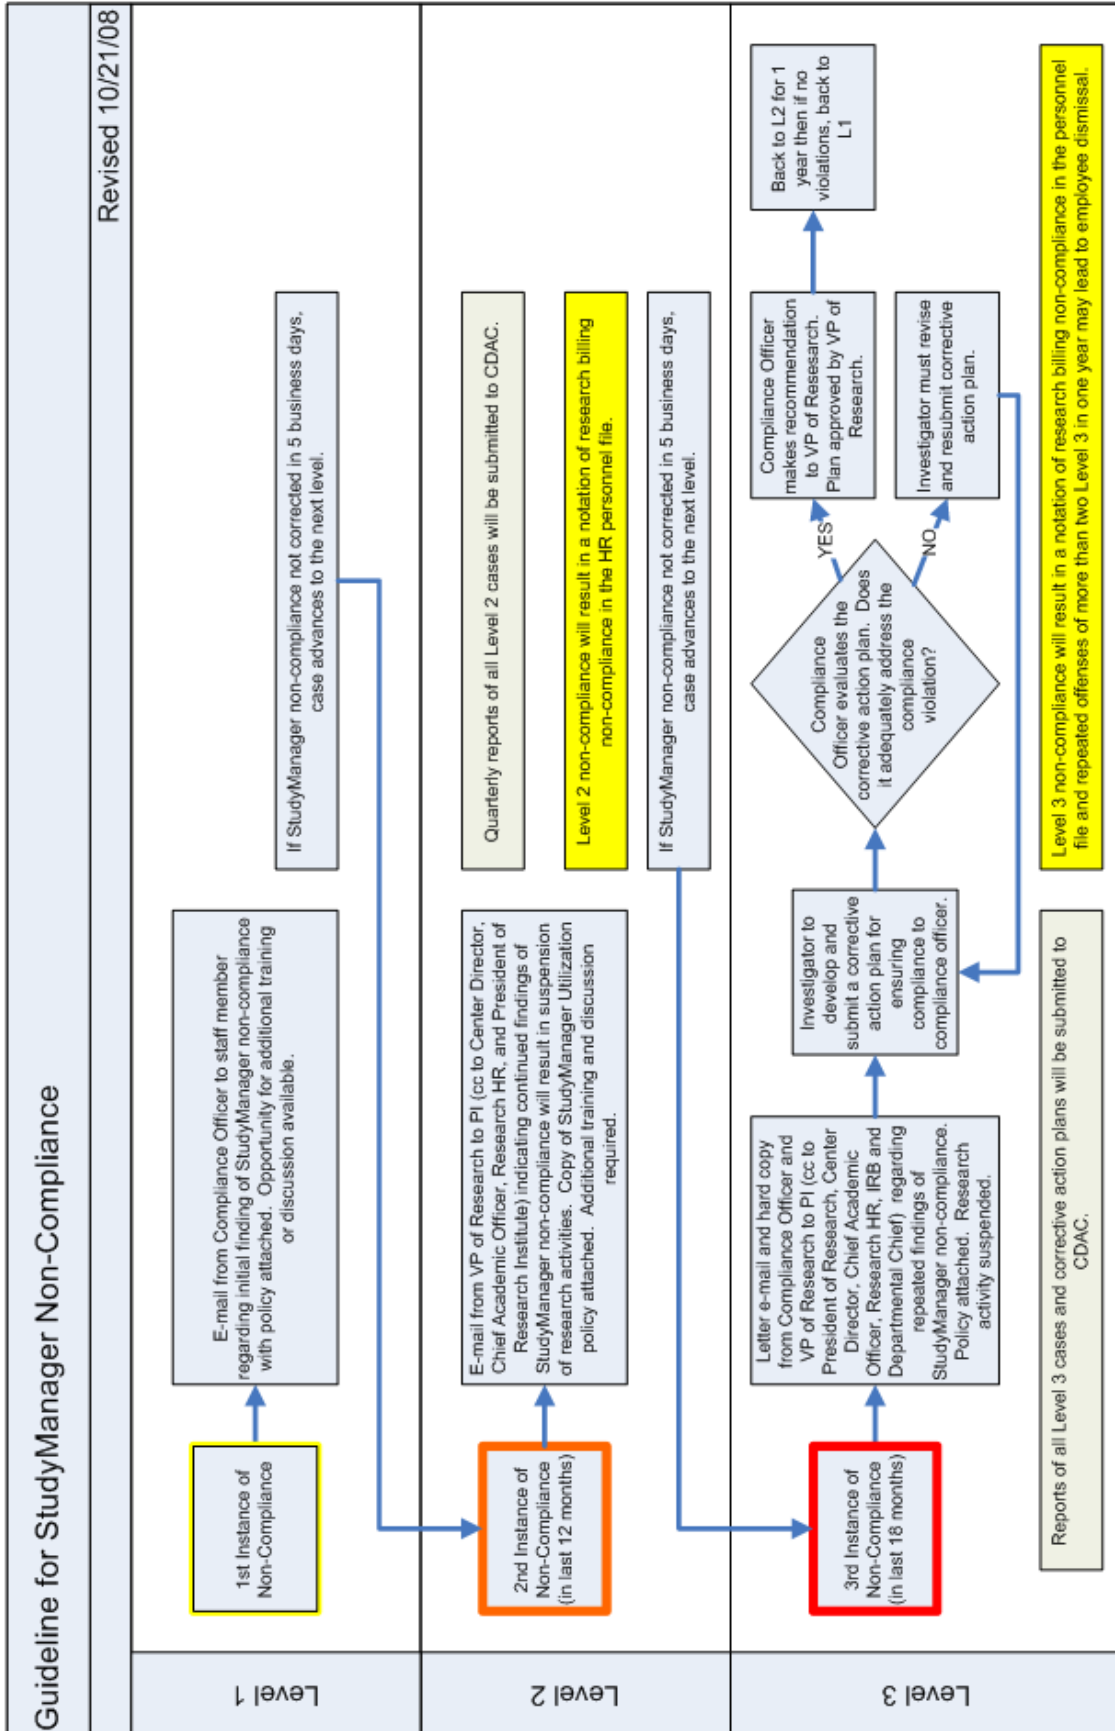 Guideline for StudyManager Non-Compliance
Revised 10/21/08
Level 1
1st Instance of
Non-Compliance
E-mail from Compliance Officer to staff member
regarding initial finding of StudyManager non-compliance
with policy attached.  Opportunity for additional training
or discussion available.
If StudyManager non-compliance not corrected in 5 business days,
case advances to the next level.
Level 2
2nd Instance of
Non-Compliance
(in last 12 months)
E-mail from VP of Research to PI (cc to Center Director,
Chief Academic Officer, Research HR, and President of
Research Institute) indicating continued findings of
StudyManager non-compliance will result in suspension
of research activities.  Copy of StudyManager Utilization
policy attached.  Additional training and discussion
required.
Quarterly reports of all Level 2 cases will be submitted to CDAC.
Level 2 non-compliance will result in a notation of research billing
non-compliance in the HR personnel file.
If StudyManager non-compliance not corrected in 5 business days,
case advances to the next level.
Level 3
3rd Instance of
Non-Compliance
(in last 18 months)
Letter e-mail and hard copy
from Compliance Officer and
VP of Research to PI (cc to
President of Research, Center
Director, Chief Academic
Officer, Research HR, IRB and
Departmental Chief) regarding
repeated findings of
StudyManager non-compliance.
Policy attached.  Research
activity suspended.
Investigator to
develop and
submit a corrective
action plan for
ensuring
compliance to
compliance officer.
Compliance
Officer evaluates the
corrective action plan.  Does
it adequately address the
compliance
violation?
YES
NO
Compliance Officer
makes recommendation
to VP of Resesarch.
Plan approved by VP of
Research.
Investigator must revise
and resubmit corrective
action plan.
Back to L2 for 1
year then if no
violations, back to
L1
Reports of all Level 3 cases and corrective action plans will be submitted to
CDAC.
Level 3 non-compliance will result in a notation of research billing non-compliance in the personnel
file and repeated offenses of more than two Level 3 in one year may lead to employee dismissal.